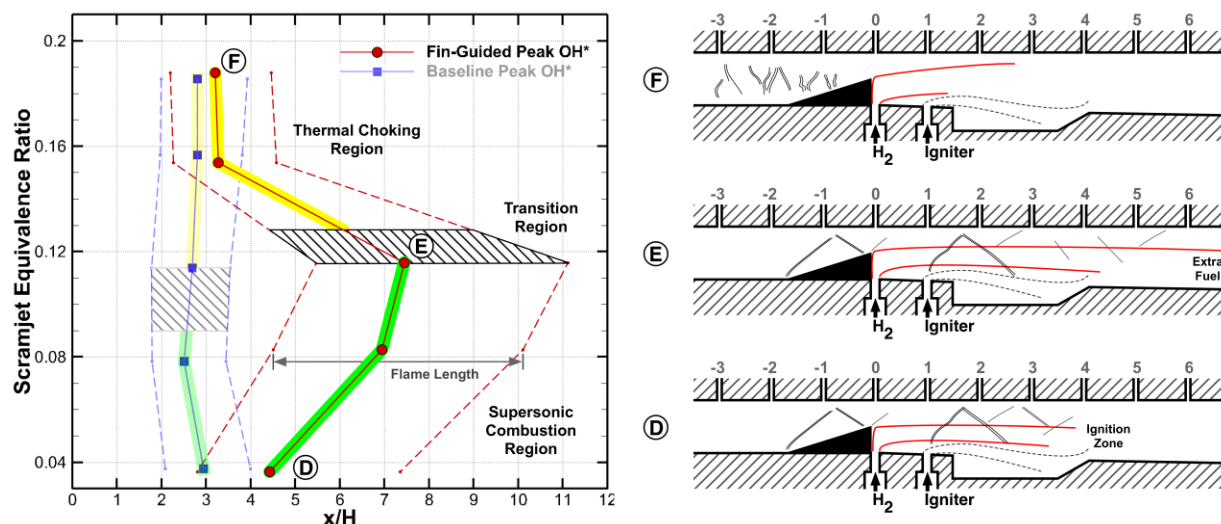 0.2
0.16
0.12
0.08
0.04
Scramjet Equivalence Ratio
0 1 2 3 4 5 6 7 8 9 10 11 12
x/H
Fin-Guided Peak OH*
Baseline Peak OH*
F
Thermal Choking
Region
Transition
Region
E
Flame Length
Supersonic
Combustion
Region
D
-3 -2 -1 0 1 2 3 4 5 6
F
H2
Igniter
-3 -2 -1 0 1 2 3 4 5 6
E
Extra
Fuel
H2
Igniter
-3 -2 -1 0 1 2 3 4 5 6
D
Ignition
Zone
H2
Igniter